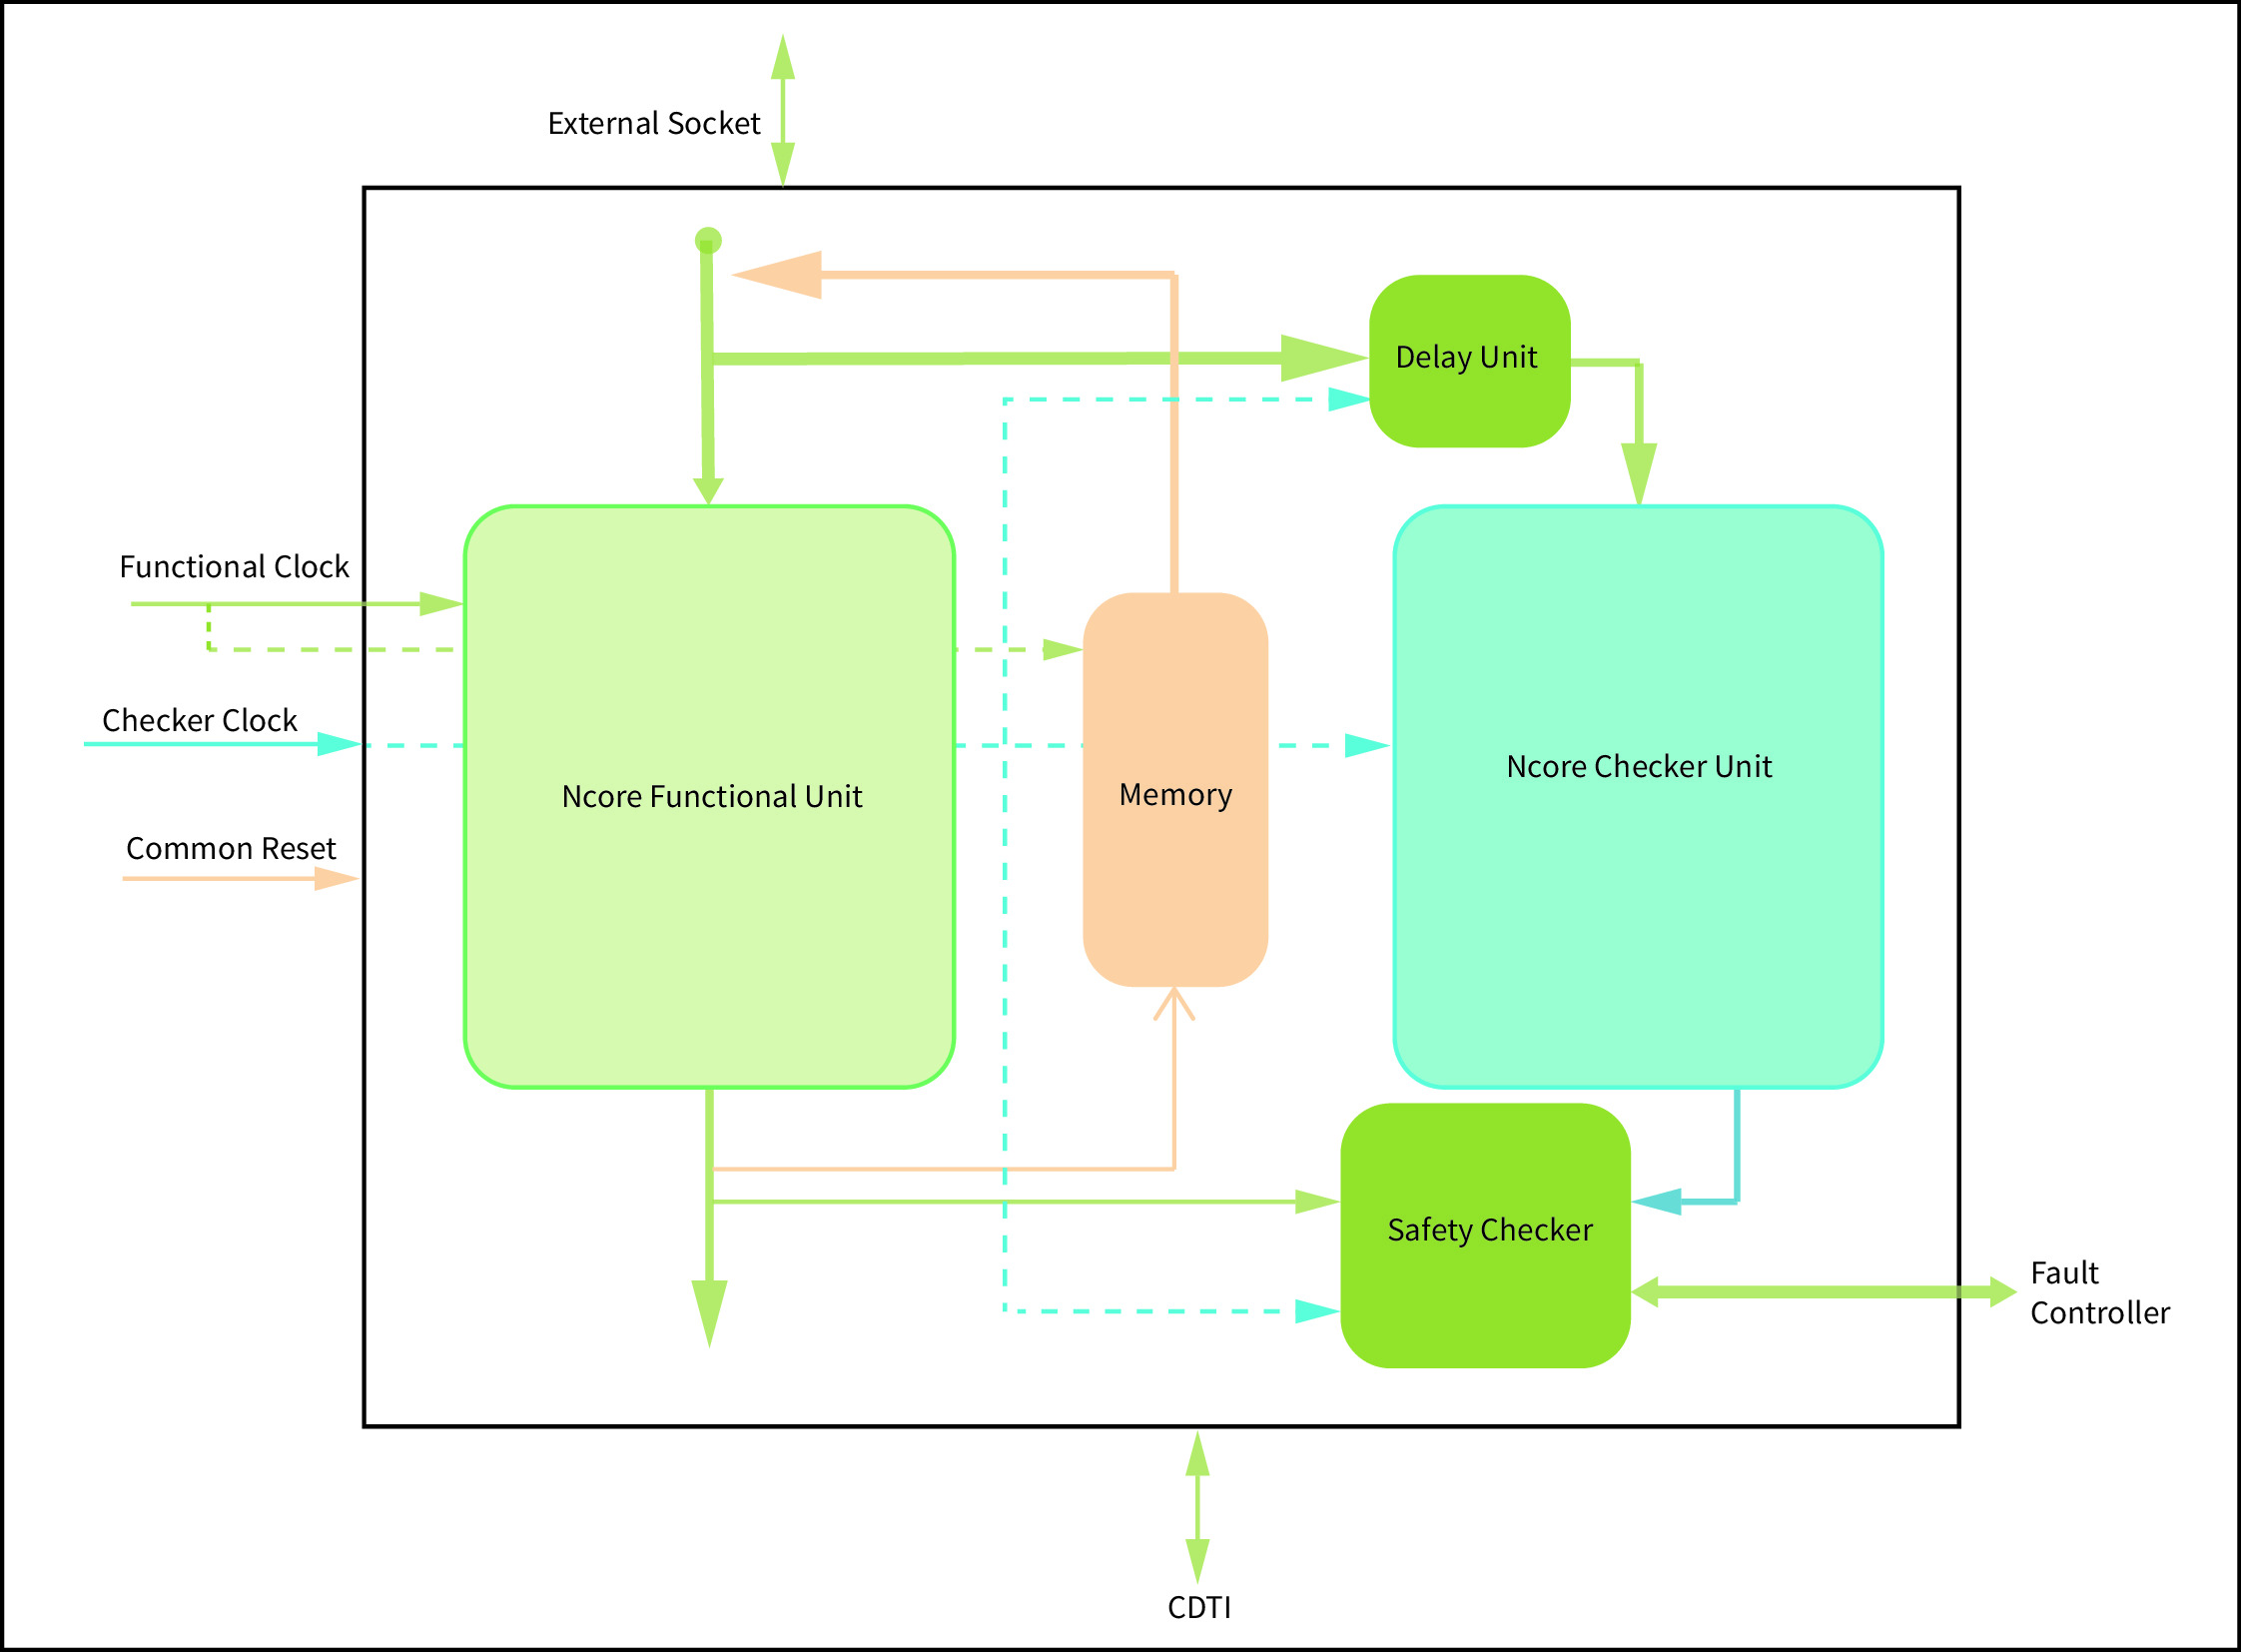 External Socket
Delay Unit
Functional Clock
Checker Clock
Ncore Checker Unit
Ncore Functional Unit
Memory
Common Reset
Safety Checker
Fault
Controller
CDTI